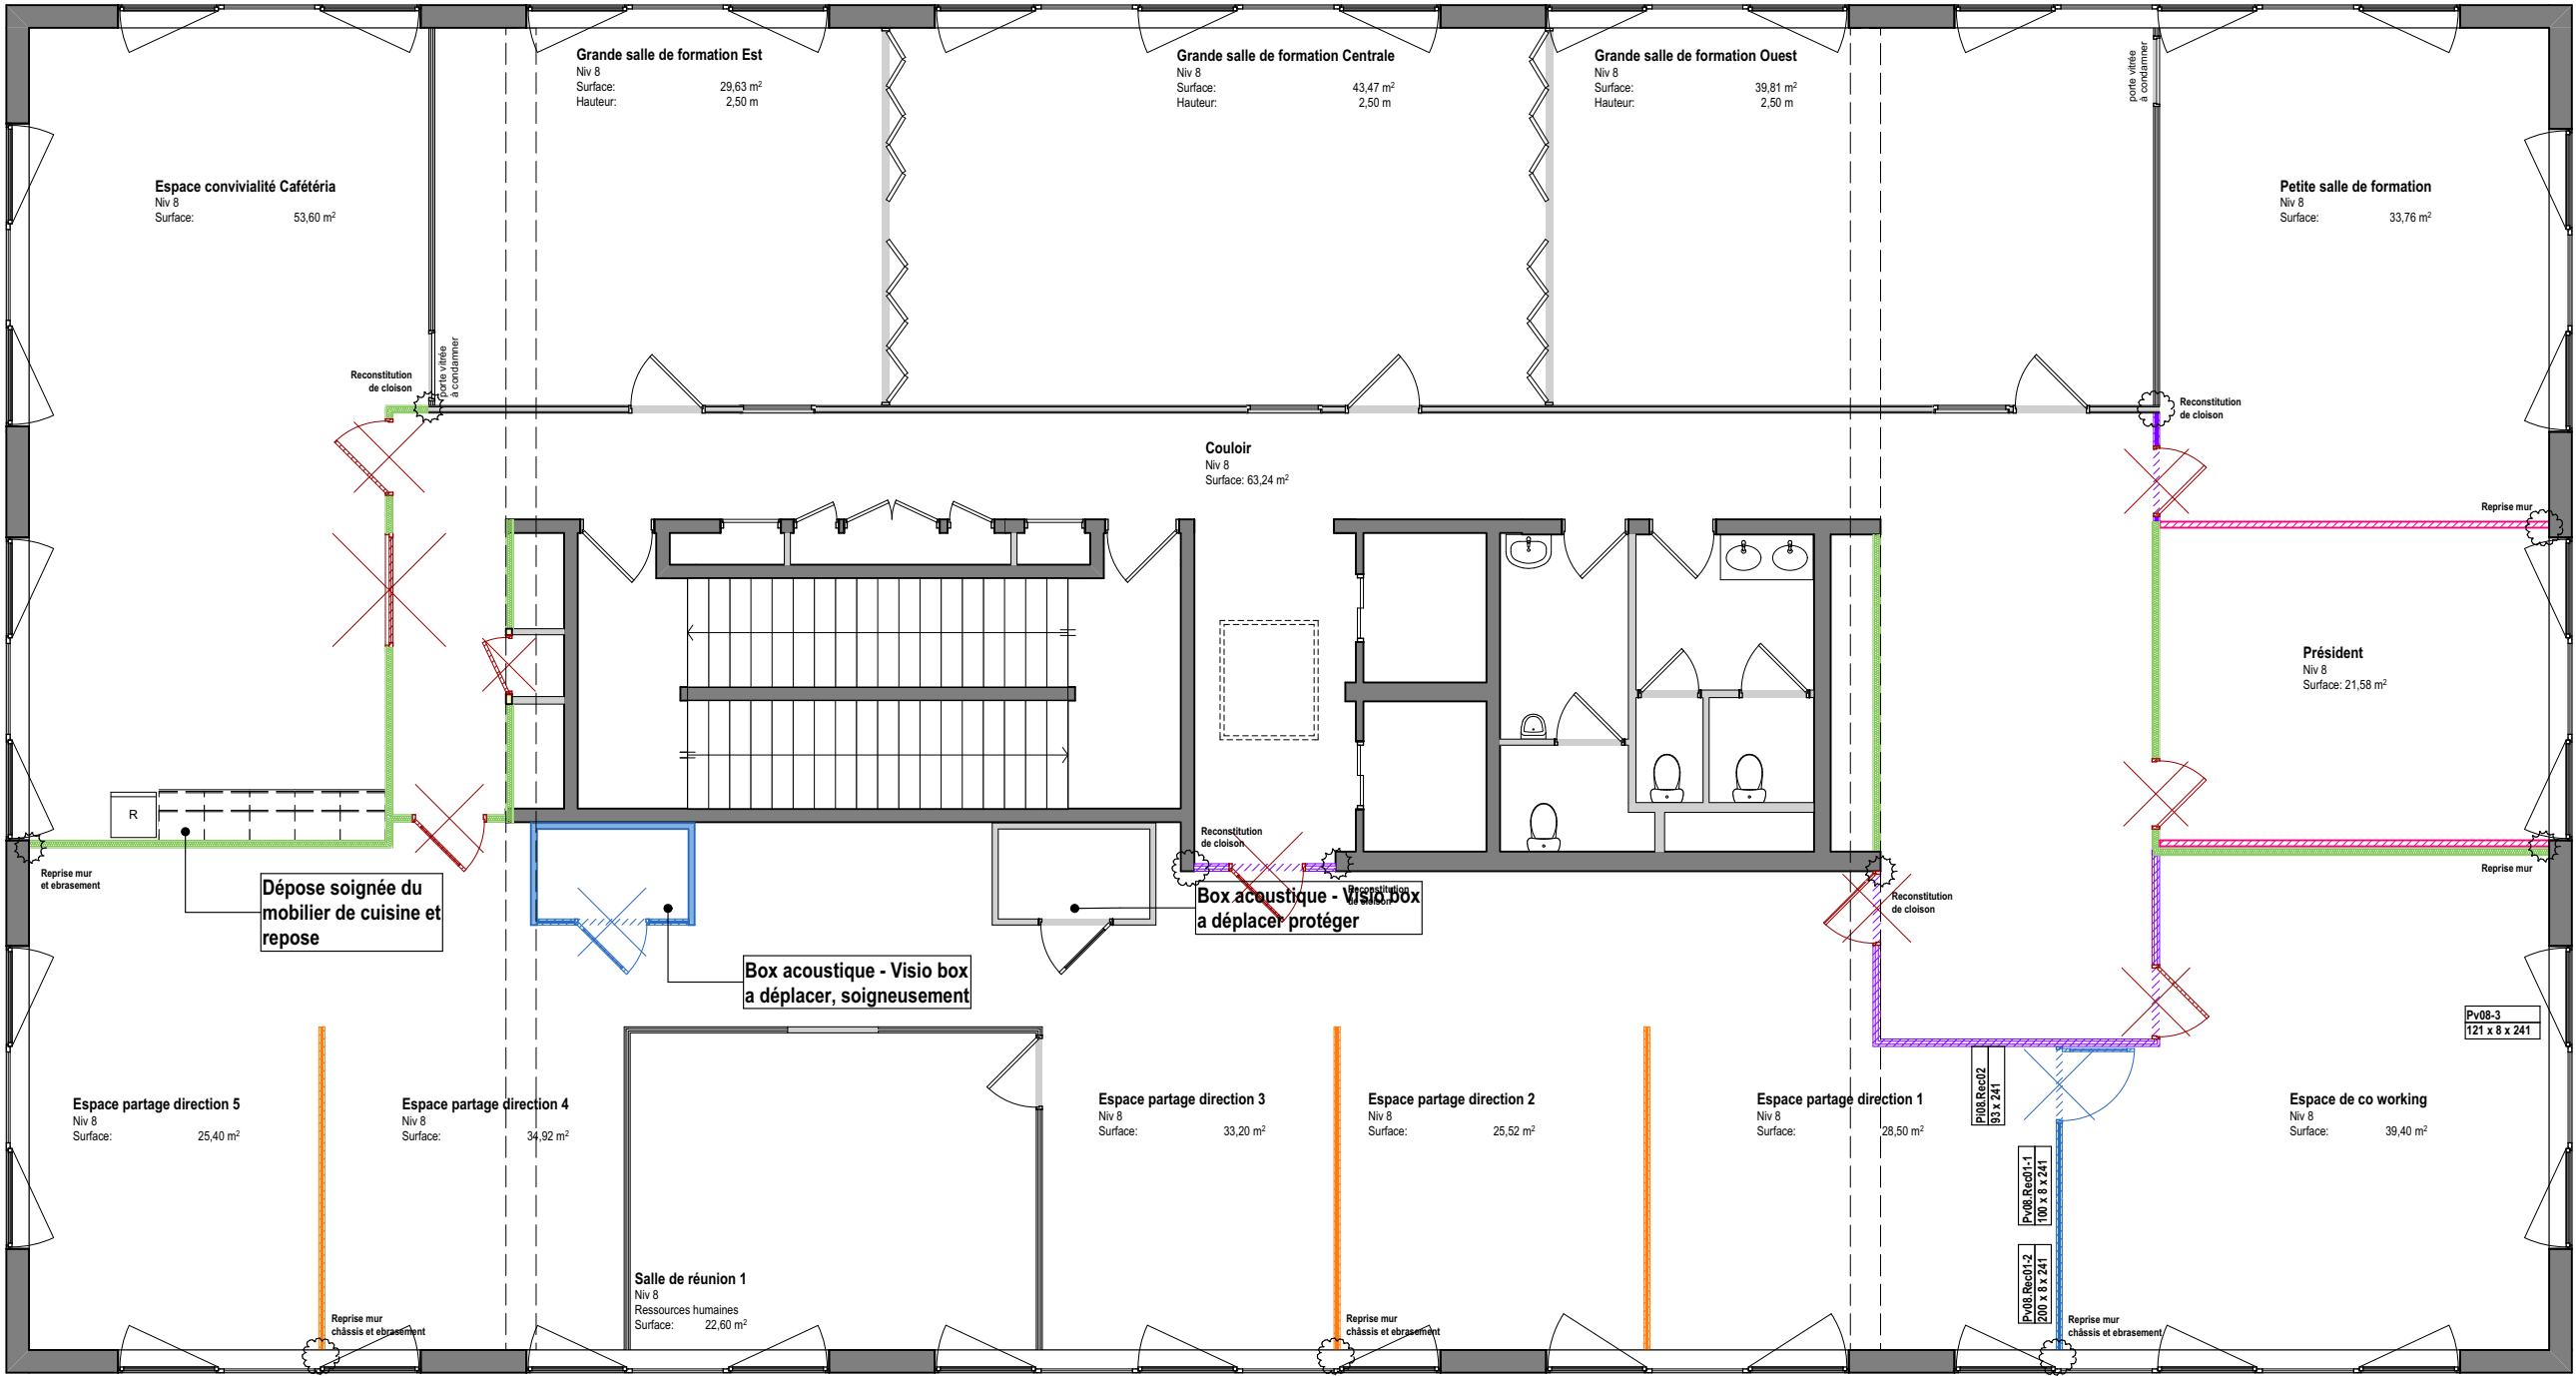 Grande salle de formation Est
Niv 8
Surface: 29,63 m²
Hauteur: 2,50 m
Grande salle de formation Centrale
Niv 8
Surface: 43,47 m²
Hauteur: 2,50 m
Grande salle de formation Ouest
Niv 8
Surface: 39,81 m²
Hauteur: 2,50 m
porte vitrée
à condamner
Espace convivialité Cafétéria
Niv 8
Surface: 53,60 m²
Petite salle de formation
Niv 8
Surface: 33,76 m²
porte vitrée
à condamner
Reconstitution
de cloison
Reconstitution
de cloison
Couloir
Niv 8
Surface: 63,24 m²
Reprise mur
Président
Niv 8
Surface: 21,58 m²
R
Reprise mur
et ebrasement
Dépose soignée du
mobilier de cuisine et
repose
Reconstitution
de cloison
Reconstitution
de cloison
Box acoustique - Visio box
a déplacer protéger
Reconstitution
de cloison
Reprise mur
Box acoustique - Visio box
a déplacer, soigneusement
Pv08-3
121 x 8 x 241
Espace partage direction 5
Niv 8
Surface: 25,40 m²
Espace partage direction 4
Niv 8
Surface: 34,92 m²
Espace partage direction 3
Niv 8
Surface: 33,20 m²
Espace partage direction 2
Niv 8
Surface: 25,52 m²
Espace partage direction 1
Niv 8
Surface: 28,50 m²
Pi08.Rec02
93 x 241
Espace de co working
Niv 8
Surface: 39,40 m²
Pv08.Rec01-1
100 x 8 x 241
Pv08.Rec01-2
200 x 8 x 241
Salle de réunion 1
Niv 8
Ressources humaines
Surface: 22,60 m²
Reprise mur
châssis et ebrasement
Reprise mur
châssis et ebrasement
Reprise mur
châssis et ebrasement